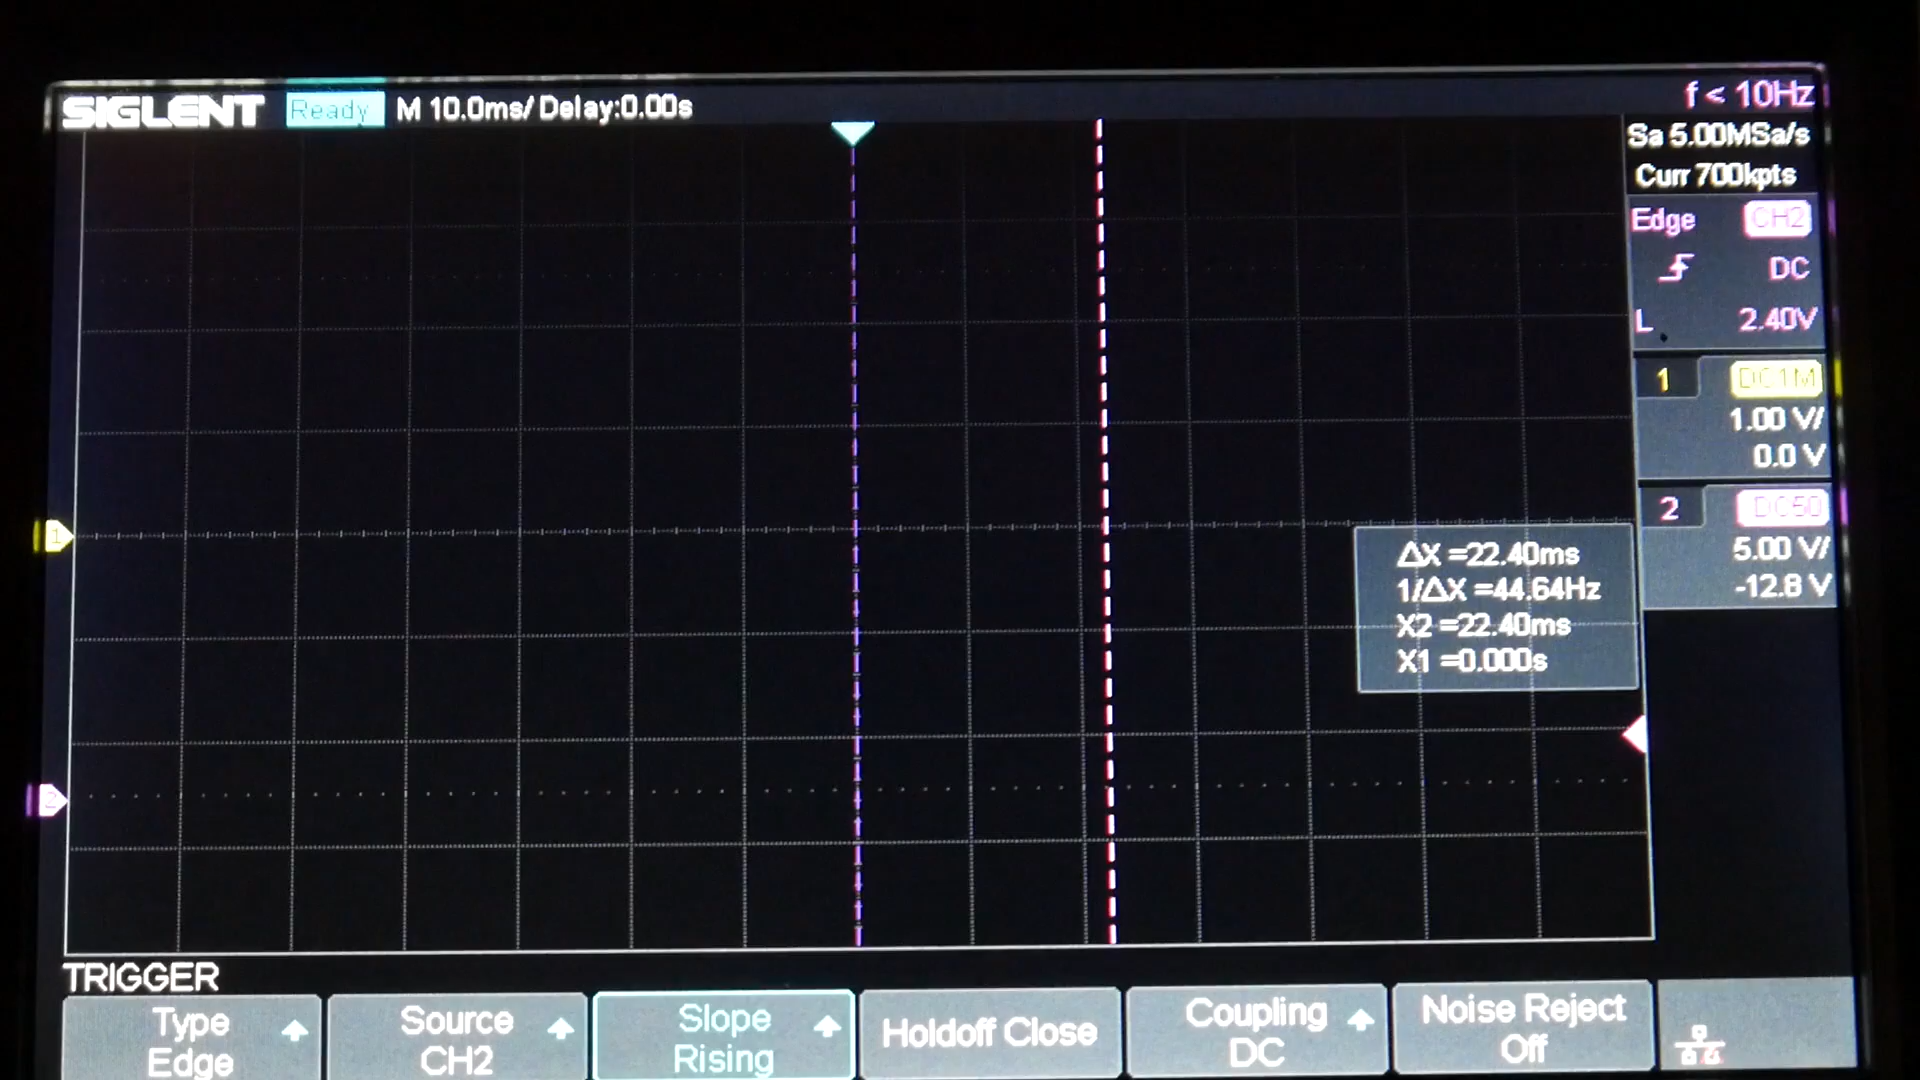 SIGLENT Ready M 10.0ms/ Delay:0.00s
f < 10Hz
Sa 5.00MSa/s
Curr 700kpts
Edge CH2
DC
L 2.40V
1 DC1M
1.00 V/
0.0 V
2 DC50
5.00 V/
-12.8 V
1
2
ΔX =22.40ms
1/ΔX =44.64Hz
X2 =22.40ms
X1 =0.000s
TRIGGER
Type
Edge
Source
CH2
Slope
Rising
Holdoff Close
Coupling
DC
Noise Reject
Off